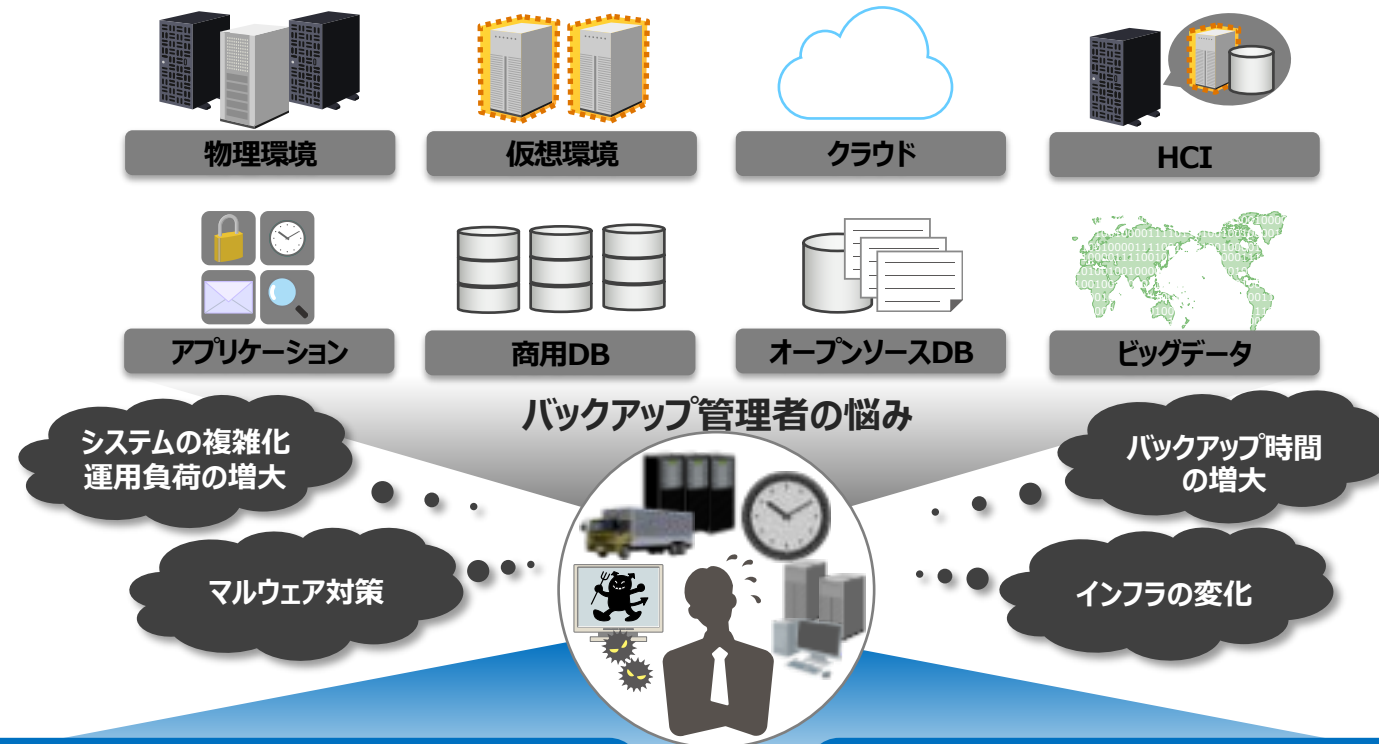 物理環境
仮想環境
クラウド
HCI
アプリケーション
商用DB
オープンソースDB
ビッグデータ
バックアップ管理者の悩み
システムの複雑化
運用負荷の増大
バックアップ時間
の増大
マルウェア対策
インフラの変化